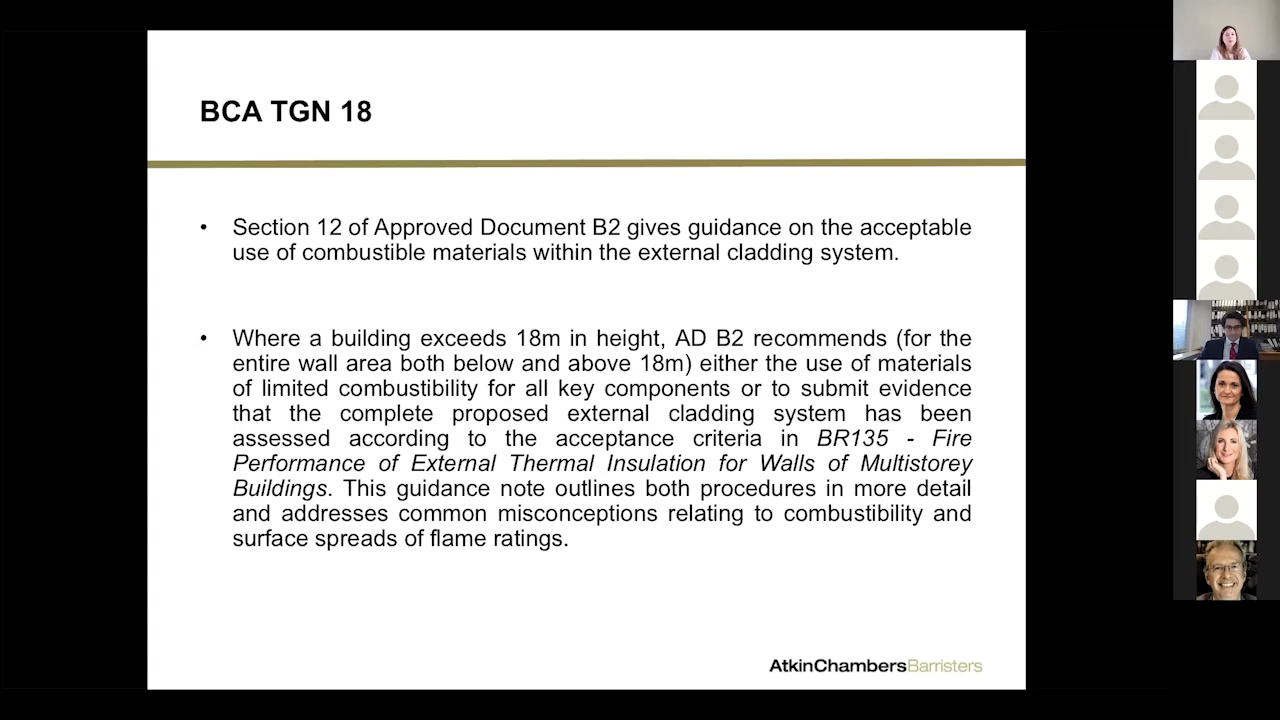 BCA TGN 18
• Section 12 of Approved Document B2 gives guidance on the acceptable
use of combustible materials within the external cladding system.
• Where a building exceeds 18m in height, AD B2 recommends (for the
entire wall area both below and above 18m) either the use of materials
of limited combustibility for all key components or to submit evidence
that the complete proposed external cladding system has been
assessed according to the acceptance criteria in BR135 - Fire
Performance of External Thermal Insulation for Walls of Multistorey
Buildings. This guidance note outlines both procedures in more detail
and addresses common misconceptions relating to combustibility and
surface spreads of flame ratings.
AtkinChambersBarristers